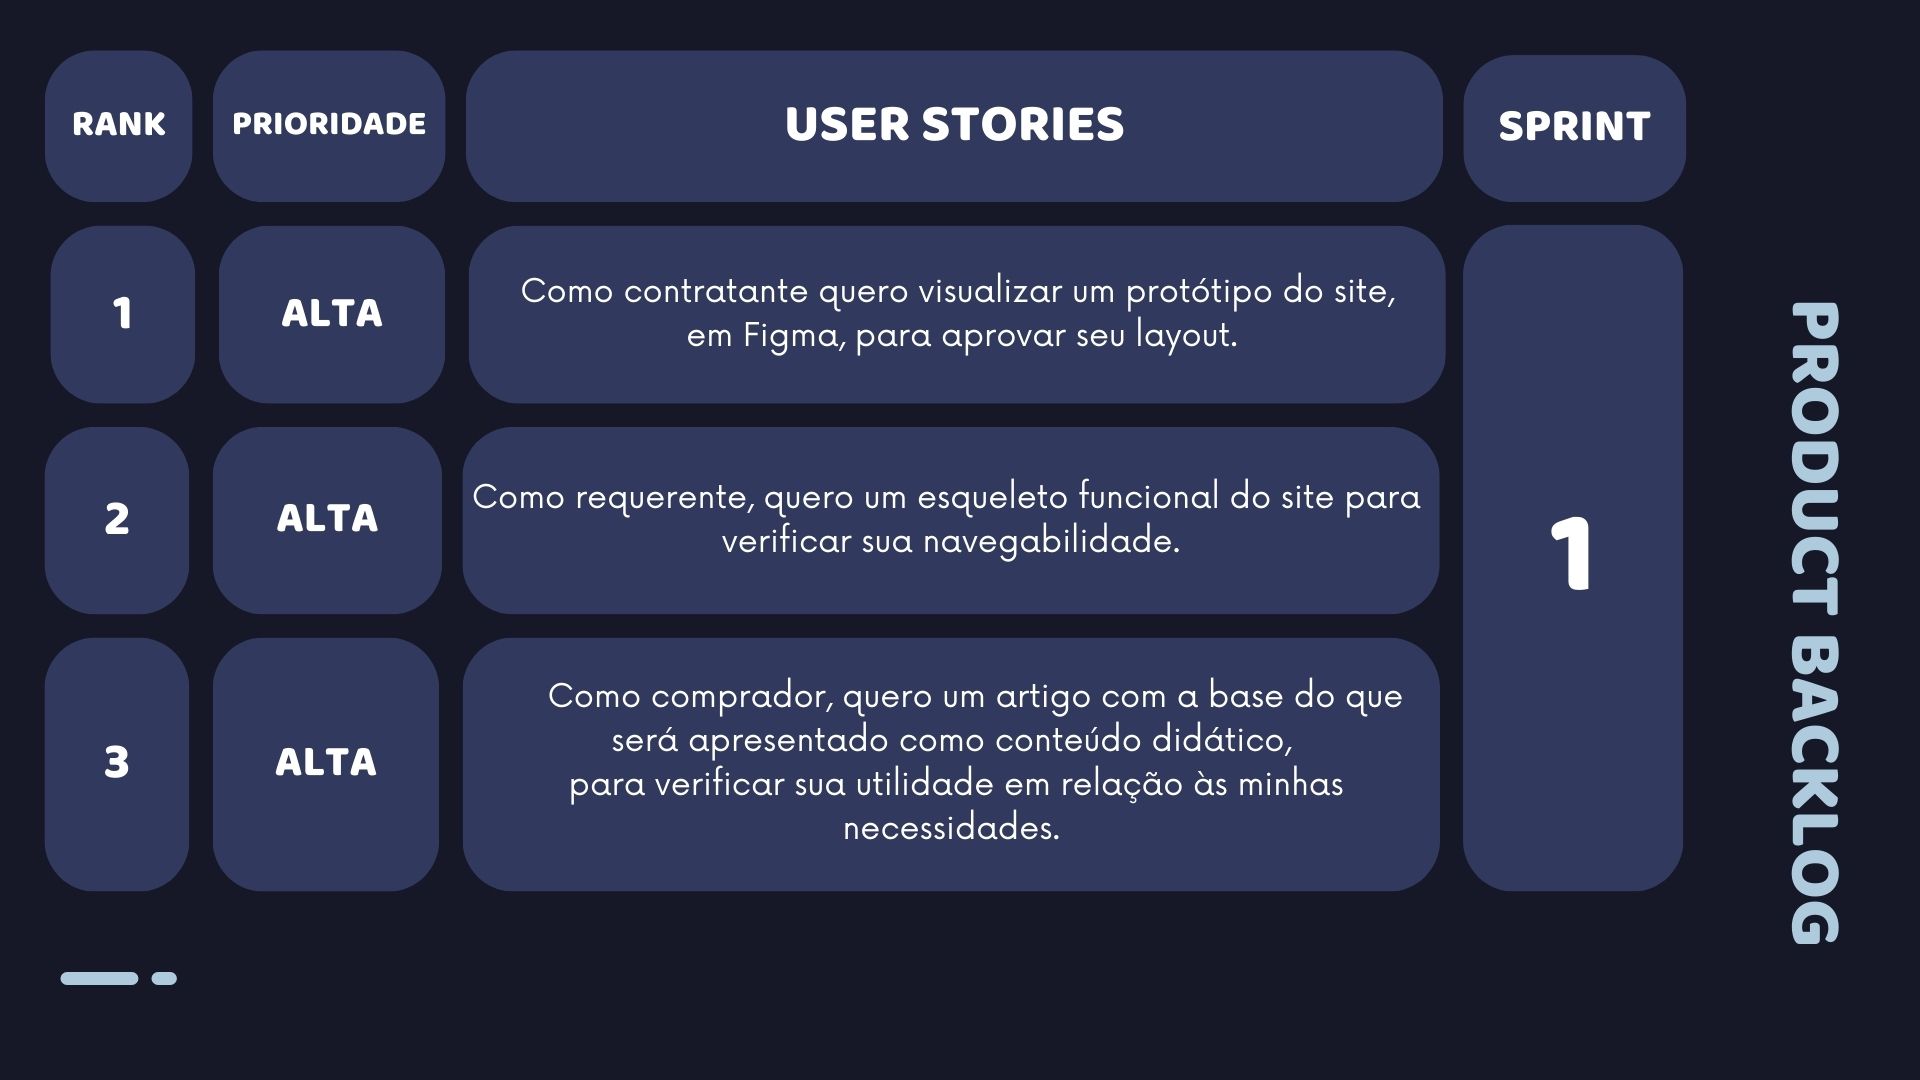 RANK
PRIORIDADE
USER STORIES
SPRINT
1
ALTA
Como contratante quero visualizar um protótipo do site,
em Figma, para aprovar seu layout.
2
ALTA
Como requerente, quero um esqueleto funcional do site para
verificar sua navegabilidade.
3
ALTA
Como comprador, quero um artigo com a base do que
será apresentado como conteúdo didático,
para verificar sua utilidade em relação às minhas
necessidades.
1
PRODUCT BACKLOG